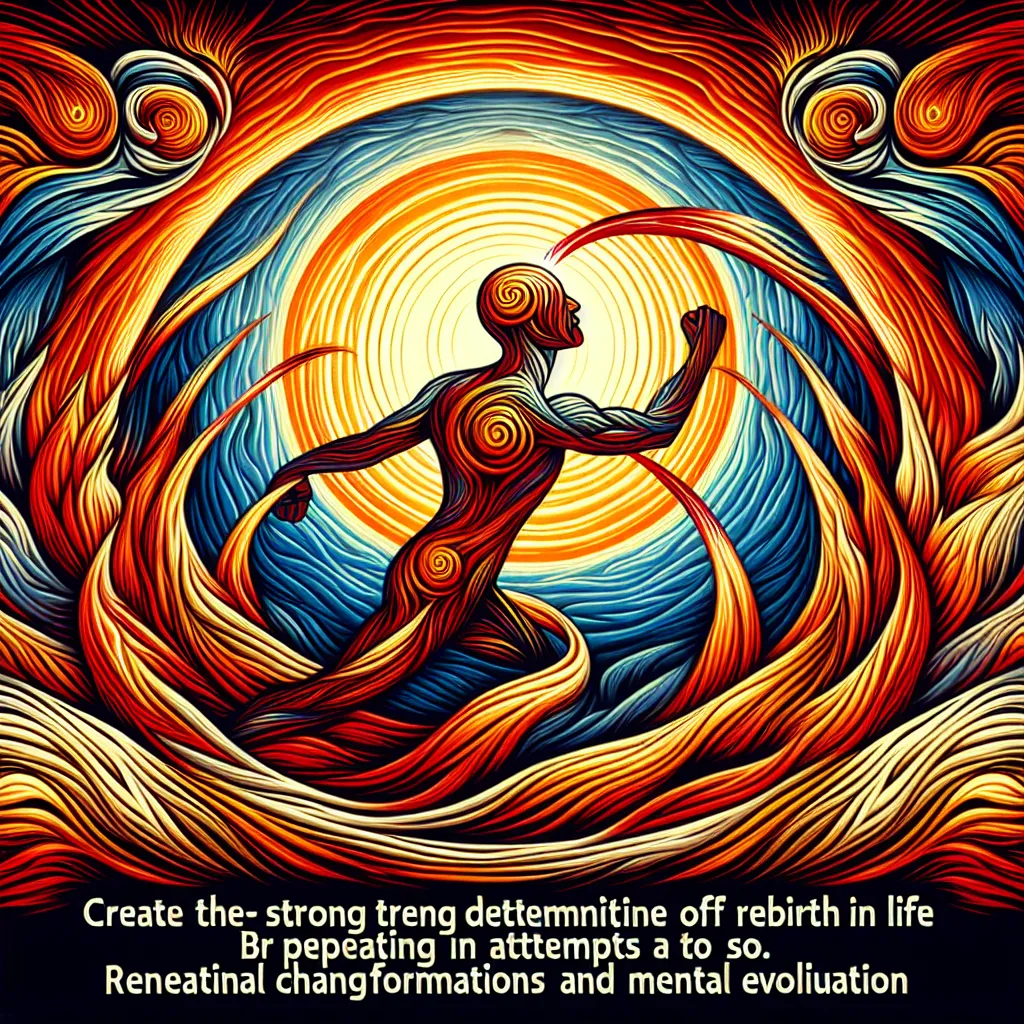 Create the- strong treng dettemnitine off rebirth in life
Br pepeating in atttempts a to so.
Reneatinal changformations and mental evoliuation